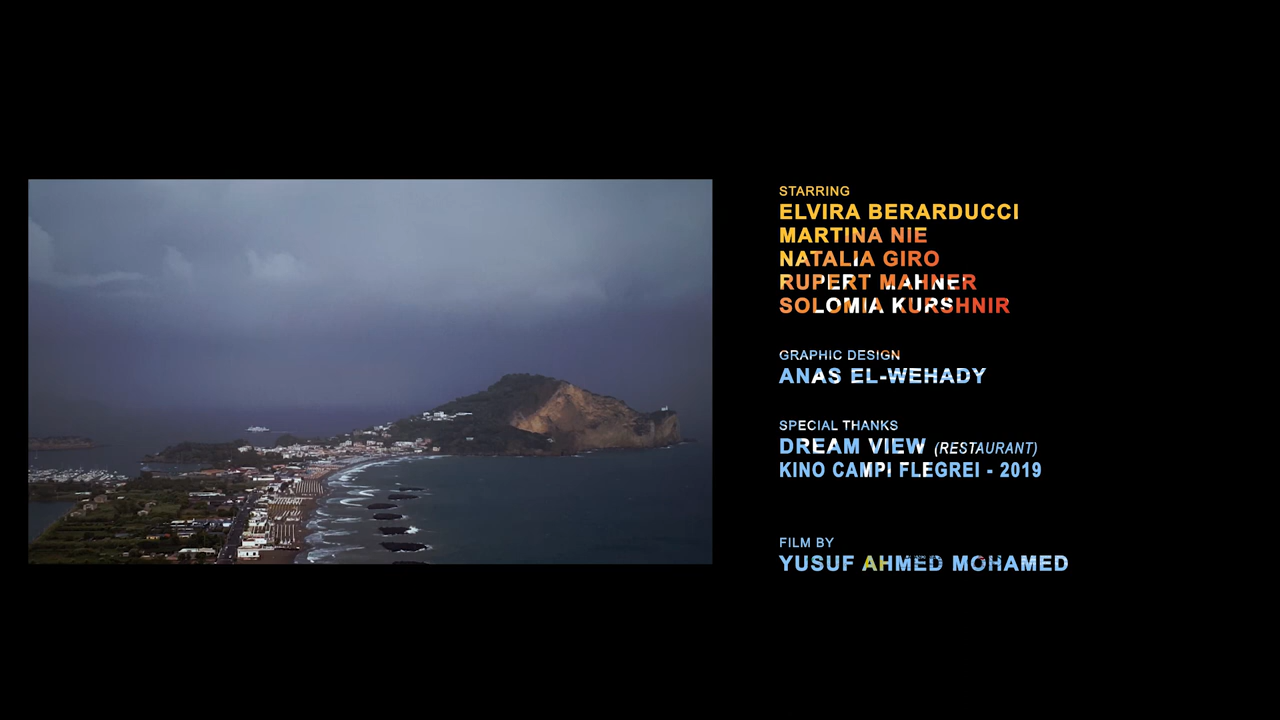 STARRING
ELVIRA BERARDUCCI
MARTINA NIE
NATALIA GIRO
RUPERT MAHNER
SOLOMIA KURSHNIR
GRAPHIC DESIGN
ANAS EL-WEHADY
SPECIAL THANKS
DREAM VIEW (RESTAURANT)
KINO CAMPI FLEGREI - 2019
FILM BY
YUSUF AHMED MOHAMED